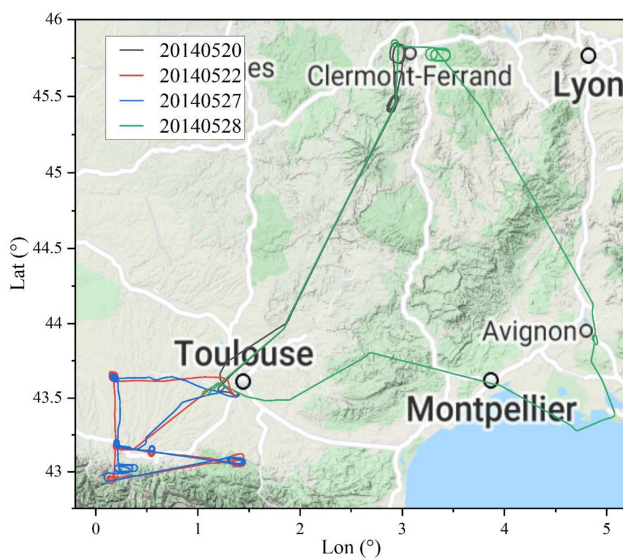 46
45.5
45
44.5
44
43.5
43
Lat (°)
20140520
20140522
20140527
20140528
es
Clermont-Ferrand
Lyon
Avignon
Toulouse
Montpellier
0
1
2
3
4
5
Lon (°)